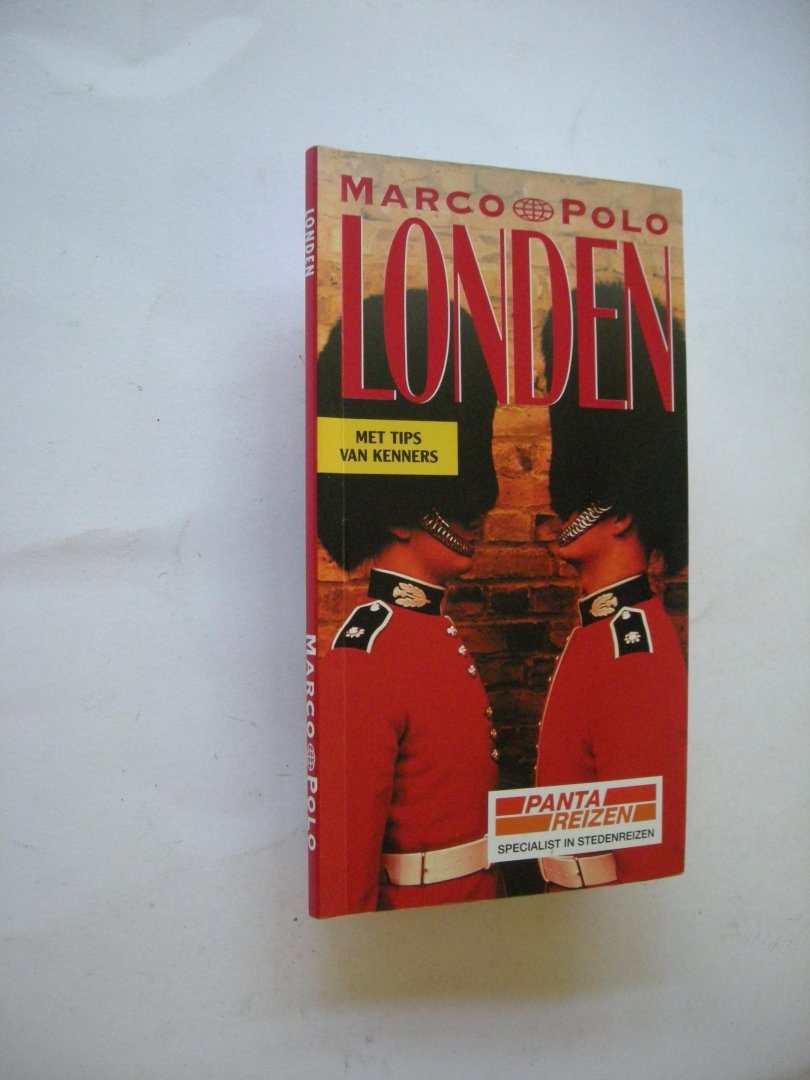 MARCO POLO
LONDEN
MET TIPS
VAN KENNERS
PANTA
REIZEN
SPECIALIST IN STEDENREIZEN
LONDEN
MARCO POLO